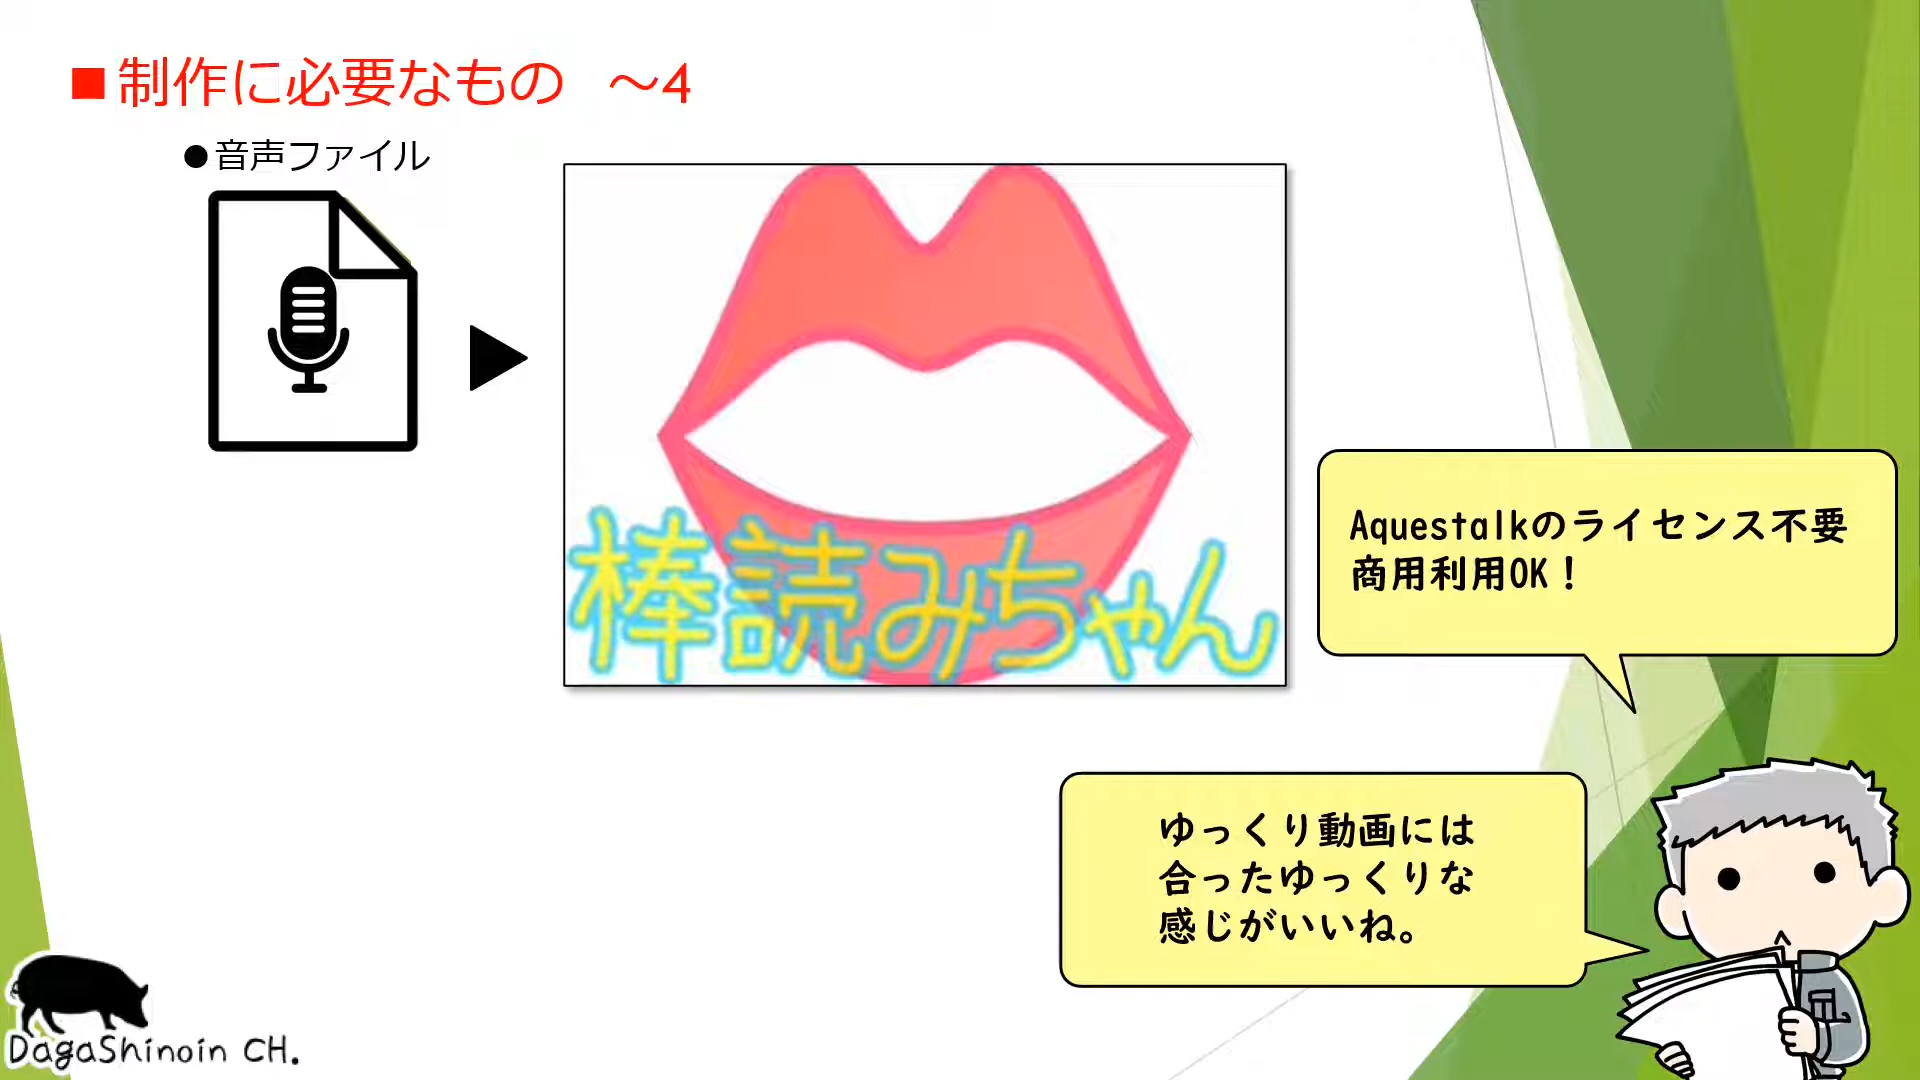 ■制作に必要なもの ～4
●音声ファイル
棒読みちゃん
Aquestalkのライセンス不要
商用利用OK！
ゆっくり動画には
合ったゆっくりな
感じがいいね。
DagaShinoin CH.